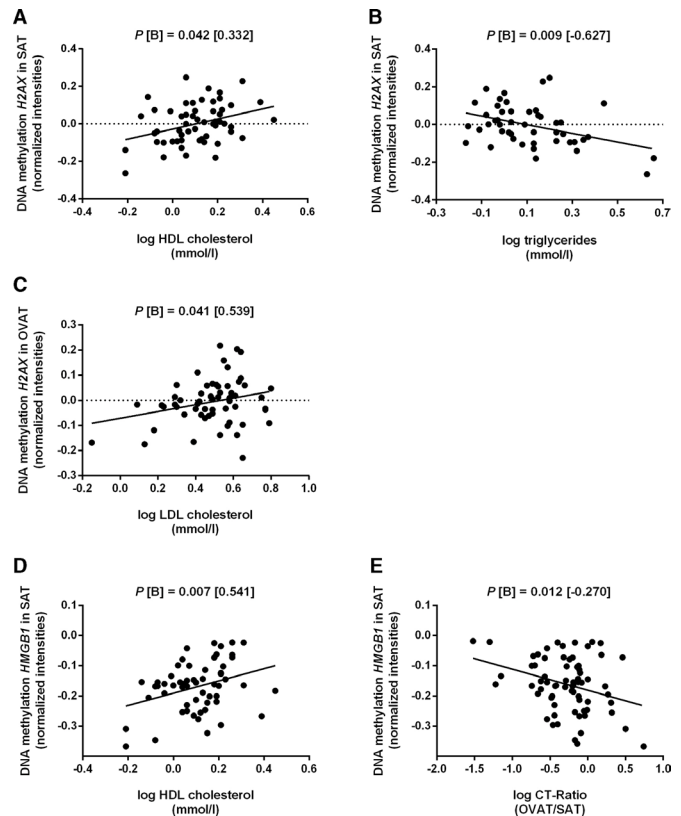 A
P [B] = 0.042 [0.332]
DNA methylation H2AX in SAT
(normalized intensities)
0.4
0.2
0.0
-0.2
-0.4
-0.4 -0.2 0.0 0.2 0.4 0.6
log HDL cholesterol
(mmol/l)
B
P [B] = 0.009 [-0.627]
DNA methylation H2AX in SAT
(normalized intensities)
0.4
0.2
0.0
-0.2
-0.4
-0.3 -0.1 0.1 0.3 0.5 0.7
log triglycerides
(mmol/l)
C
P [B] = 0.041 [0.539]
DNA methylation H2AX in OVAT
(normalized intensities)
0.3
0.2
0.1
0.0
-0.1
-0.2
-0.3
-0.2 0.0 0.2 0.4 0.6 0.8 1.0
log LDL cholesterol
(mmol/l)
D
P [B] = 0.007 [0.541]
DNA methylation HMGB1 in SAT
(normalized intensities)
0.1
0.0
-0.1
-0.2
-0.3
-0.4 -0.2 0.0 0.2 0.4 0.6
log HDL cholesterol
(mmol/l)
E
P [B] = 0.012 [-0.270]
DNA methylation HMGB1 in SAT
(normalized intensities)
0.1
0.0
-0.1
-0.2
-0.3
-2.0 -1.5 -1.0 -0.5 0.0 0.5 1.0
log CT-Ratio
(OVAT/SAT)